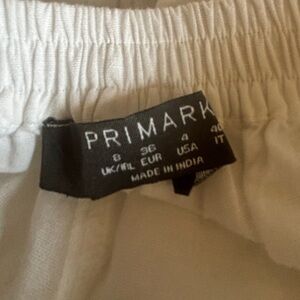 PRIMARK
8 36 4 40
UK/IRL EUR USA IT
MADE IN INDIA